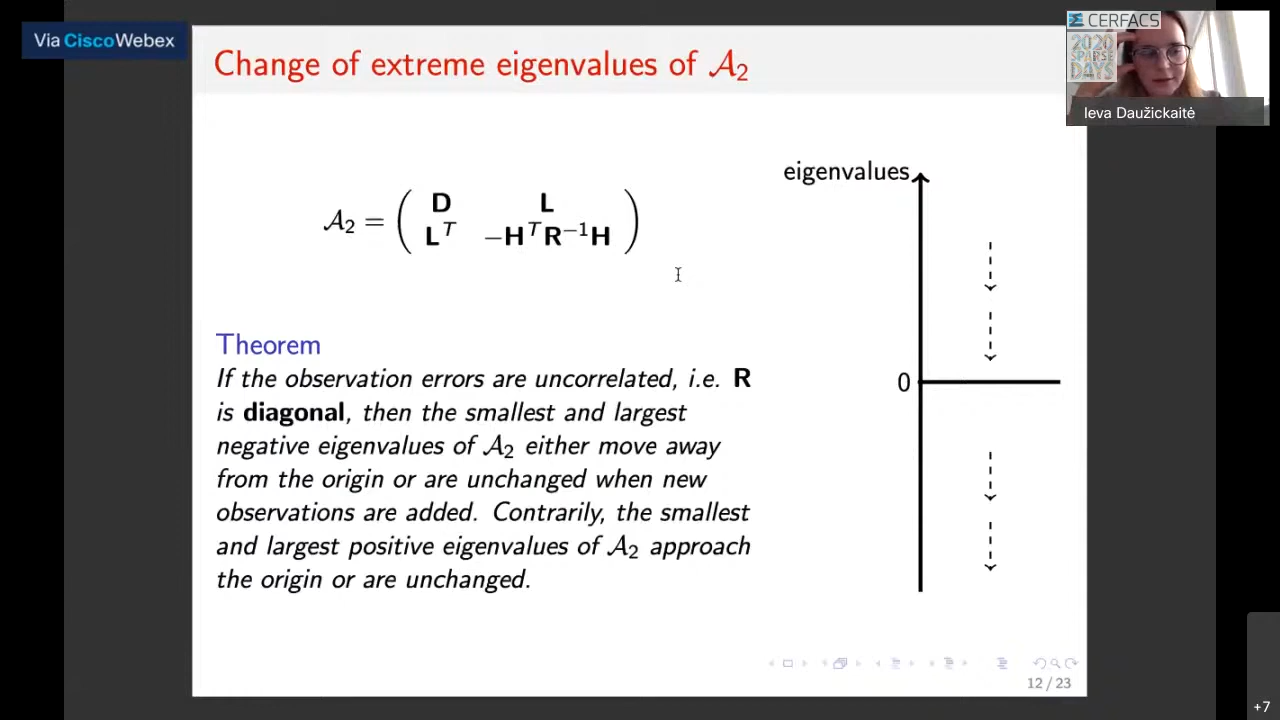 Via Cisco Webex
CERFACS
2020
SPARSE
DAYS
Ieva Daužickaitė
Change of extreme eigenvalues of 𝒜₂
eigenvalues
𝒜₂ = ( D L
Lᵀ −HᵀR⁻¹H )
0
Theorem
If the observation errors are uncorrelated, i.e. R
is diagonal, then the smallest and largest
negative eigenvalues of 𝒜₂ either move away
from the origin or are unchanged when new
observations are added. Contrarily, the smallest
and largest positive eigenvalues of 𝒜₂ approach
the origin or are unchanged.
12 / 23
+7